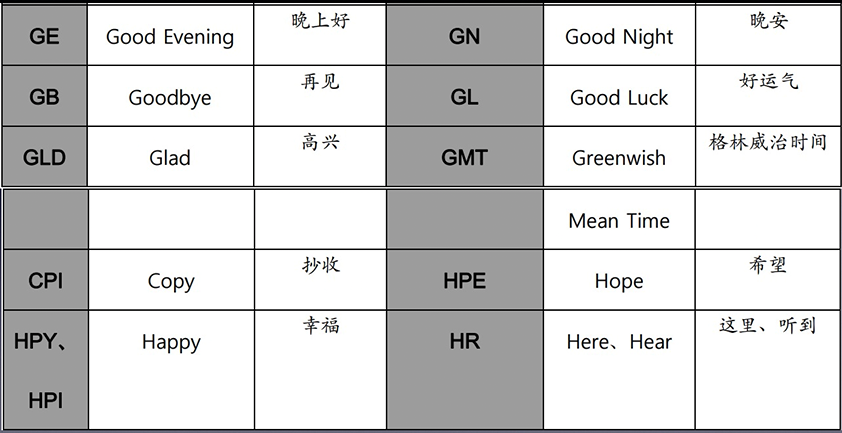 GE Good Evening 晚上好 GN Good Night 晚安
GB Goodbye 再见 GL Good Luck 好运气
GLD Glad 高兴 GMT Greenwish 格林威治时间
Mean Time
CPI Copy 抄收 HPE Hope 希望
HPY、 Happy 幸福 HR Here、Hear 这里、听到
HPI